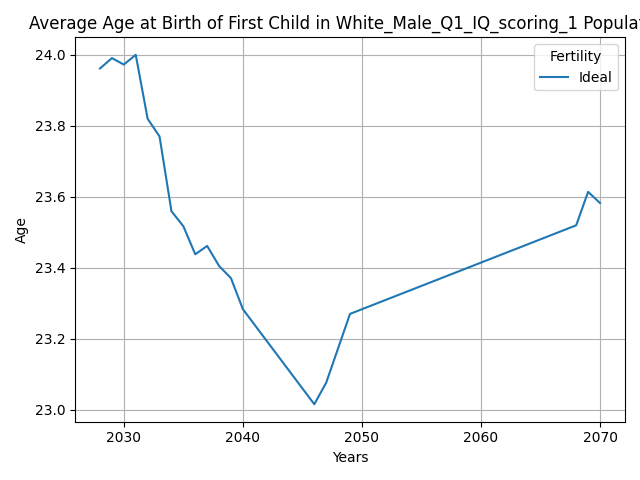 Average Age at Birth of First Child in White_Male_Q1_IQ_scoring_1
Fertility
Ideal
24.0
23.8
23.6
23.4
23.2
23.0
Age
2030 2040 2050 2060 2070
Years